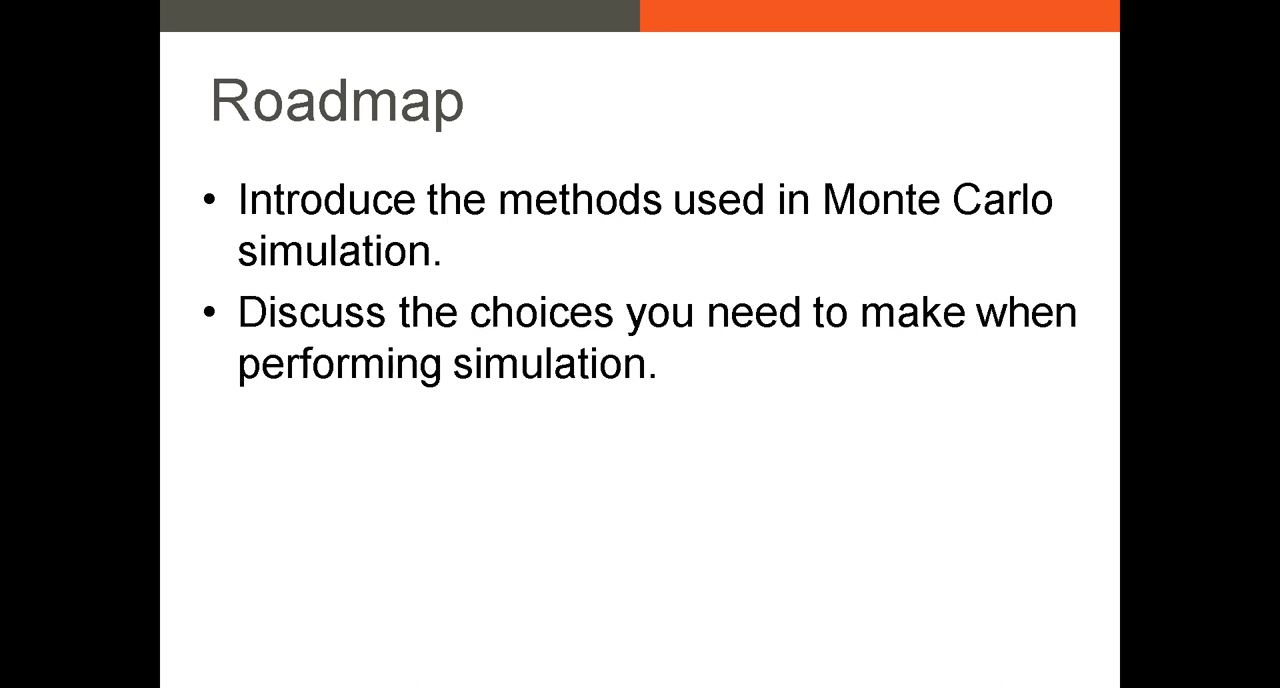 Roadmap
• Introduce the methods used in Monte Carlo
simulation.
• Discuss the choices you need to make when
performing simulation.